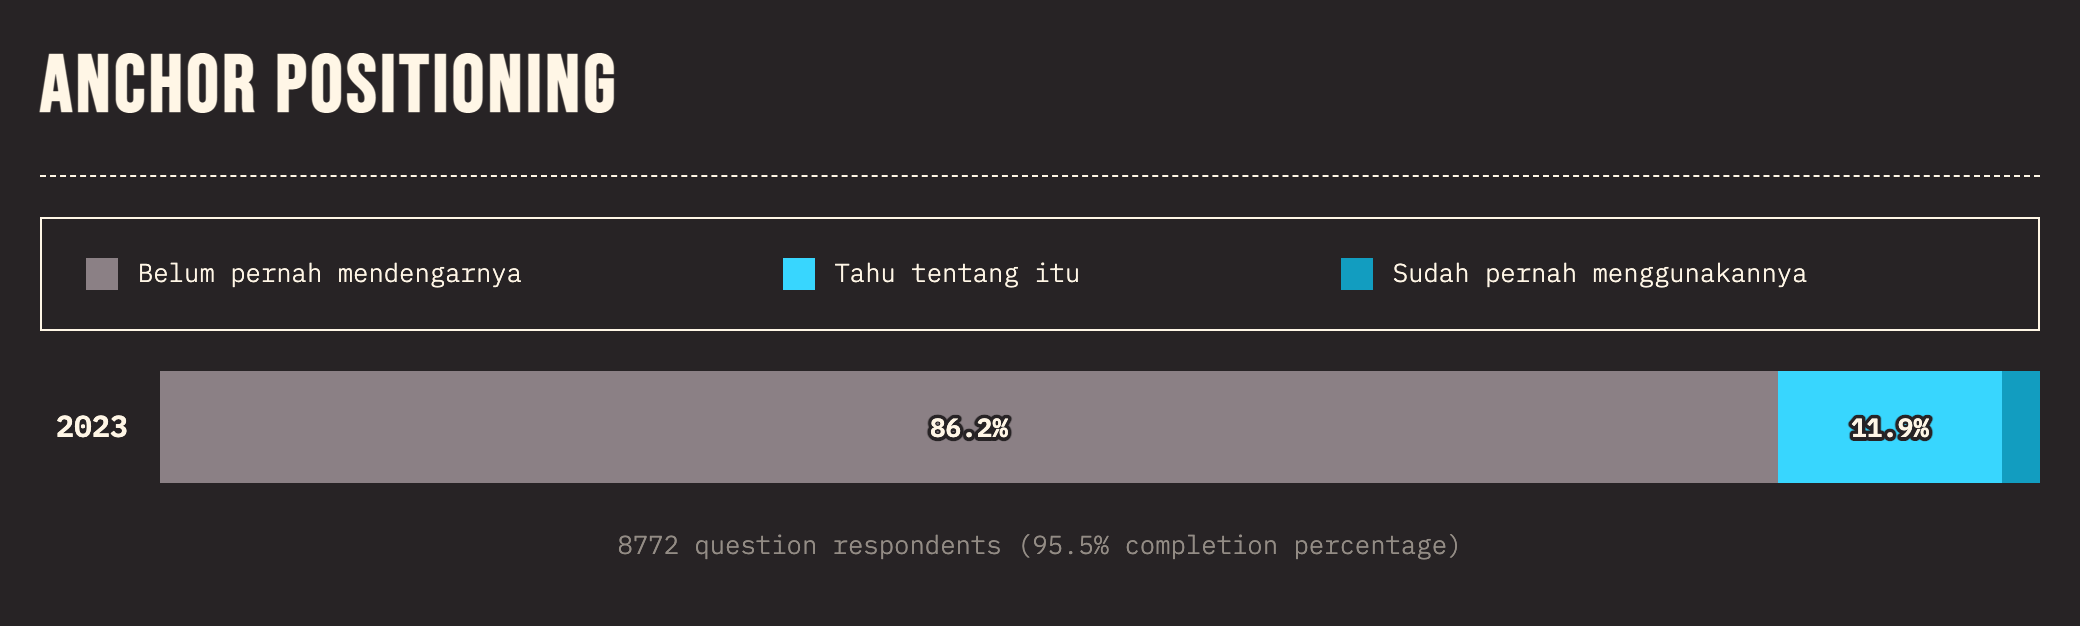 ANCHOR POSITIONING
Belum pernah mendengarnya
Tahu tentang itu
Sudah pernah menggunakannya
2023
86.2%
11.9%
8772 question respondents (95.5% completion percentage)